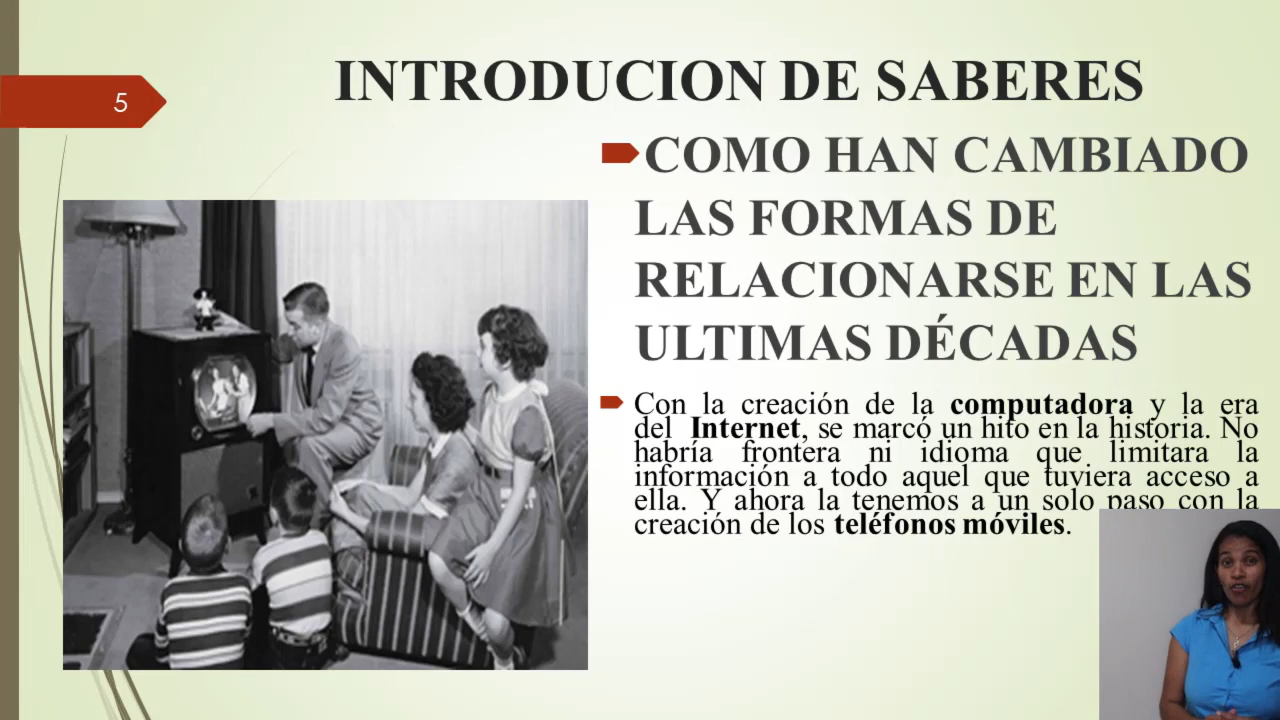 5
INTRODUCION DE SABERES
COMO HAN CAMBIADO
LAS FORMAS DE
RELACIONARSE EN LAS
ULTIMAS DÉCADAS
Con la creación de la computadora y la era
del Internet, se marcó un hito en la historia. No
habría frontera ni idioma que limitara la
información a todo aquel que tuviera acceso a
ella. Y ahora la tenemos a un solo paso con la
creación de los teléfonos móviles.